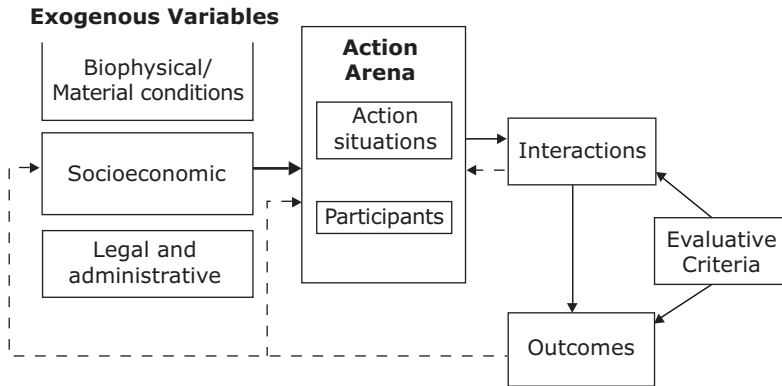 Exogenous Variables
Biophysical/
Material conditions
Socioeconomic
Legal and
administrative
Action
Arena
Action
situations
Participants
Interactions
Evaluative
Criteria
Outcomes